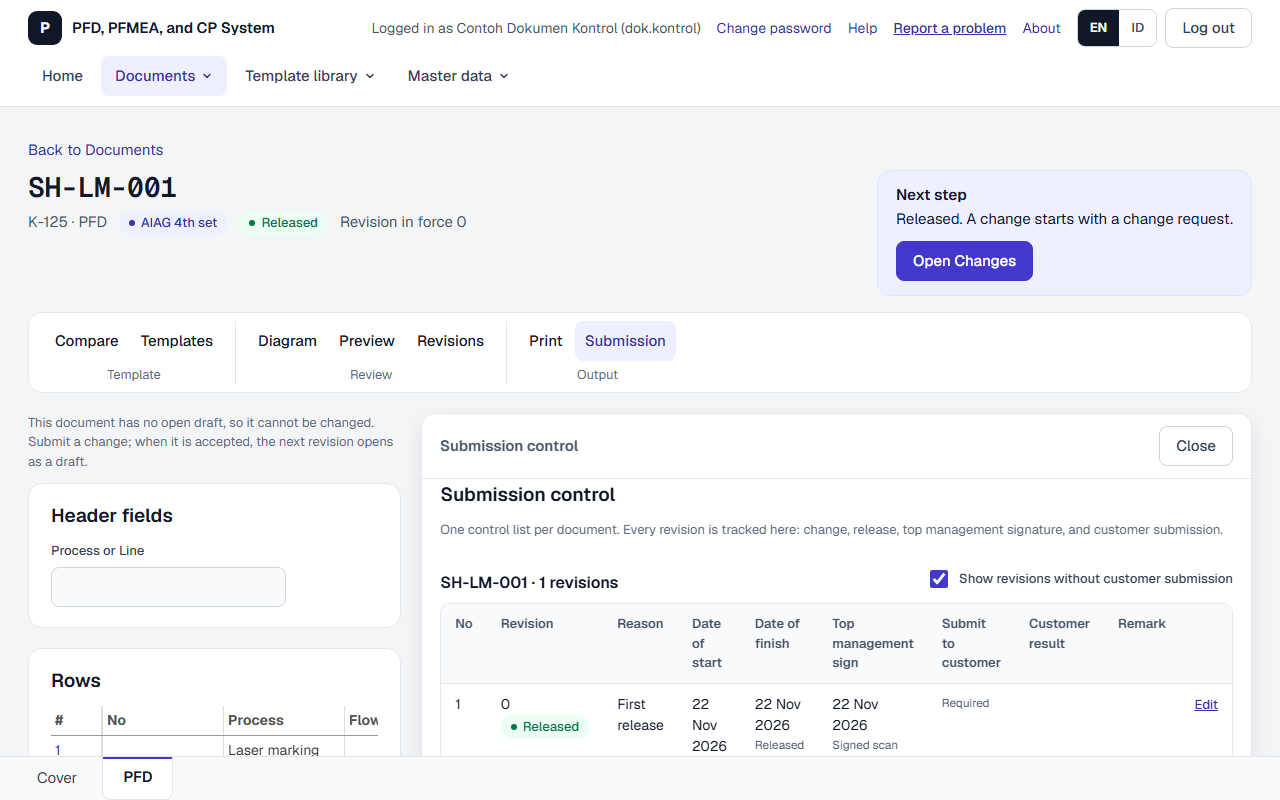 P PFD, PFMEA, and CP System Logged in as Contoh Dokumen Kontrol (dok.kontrol) Change password Help Report a problem About EN ID Log out
Home Documents Template library Master data
Back to Documents
SH-LM-001
K-125 · PFD AIAG 4th set Released Revision in force 0
Next step
Released. A change starts with a change request.
Open Changes
Compare Templates Diagram Preview Revisions Print Submission
Template Review Output
This document has no open draft, so it cannot be changed.
Submit a change; when it is accepted, the next revision opens
as a draft.
Header fields
Process or Line
Rows
# No Process Flow
1 Laser marking
Submission control Close
Submission control
One control list per document. Every revision is tracked here: change, release, top management signature, and customer submission.
SH-LM-001 · 1 revisions Show revisions without customer submission
No Revision Reason Date of start Date of finish Top management sign Submit to customer Customer result Remark
1 0 Released First release 22 Nov 2026 22 Nov 2026 Released 22 Nov 2026 Signed scan Required Edit
Cover PFD